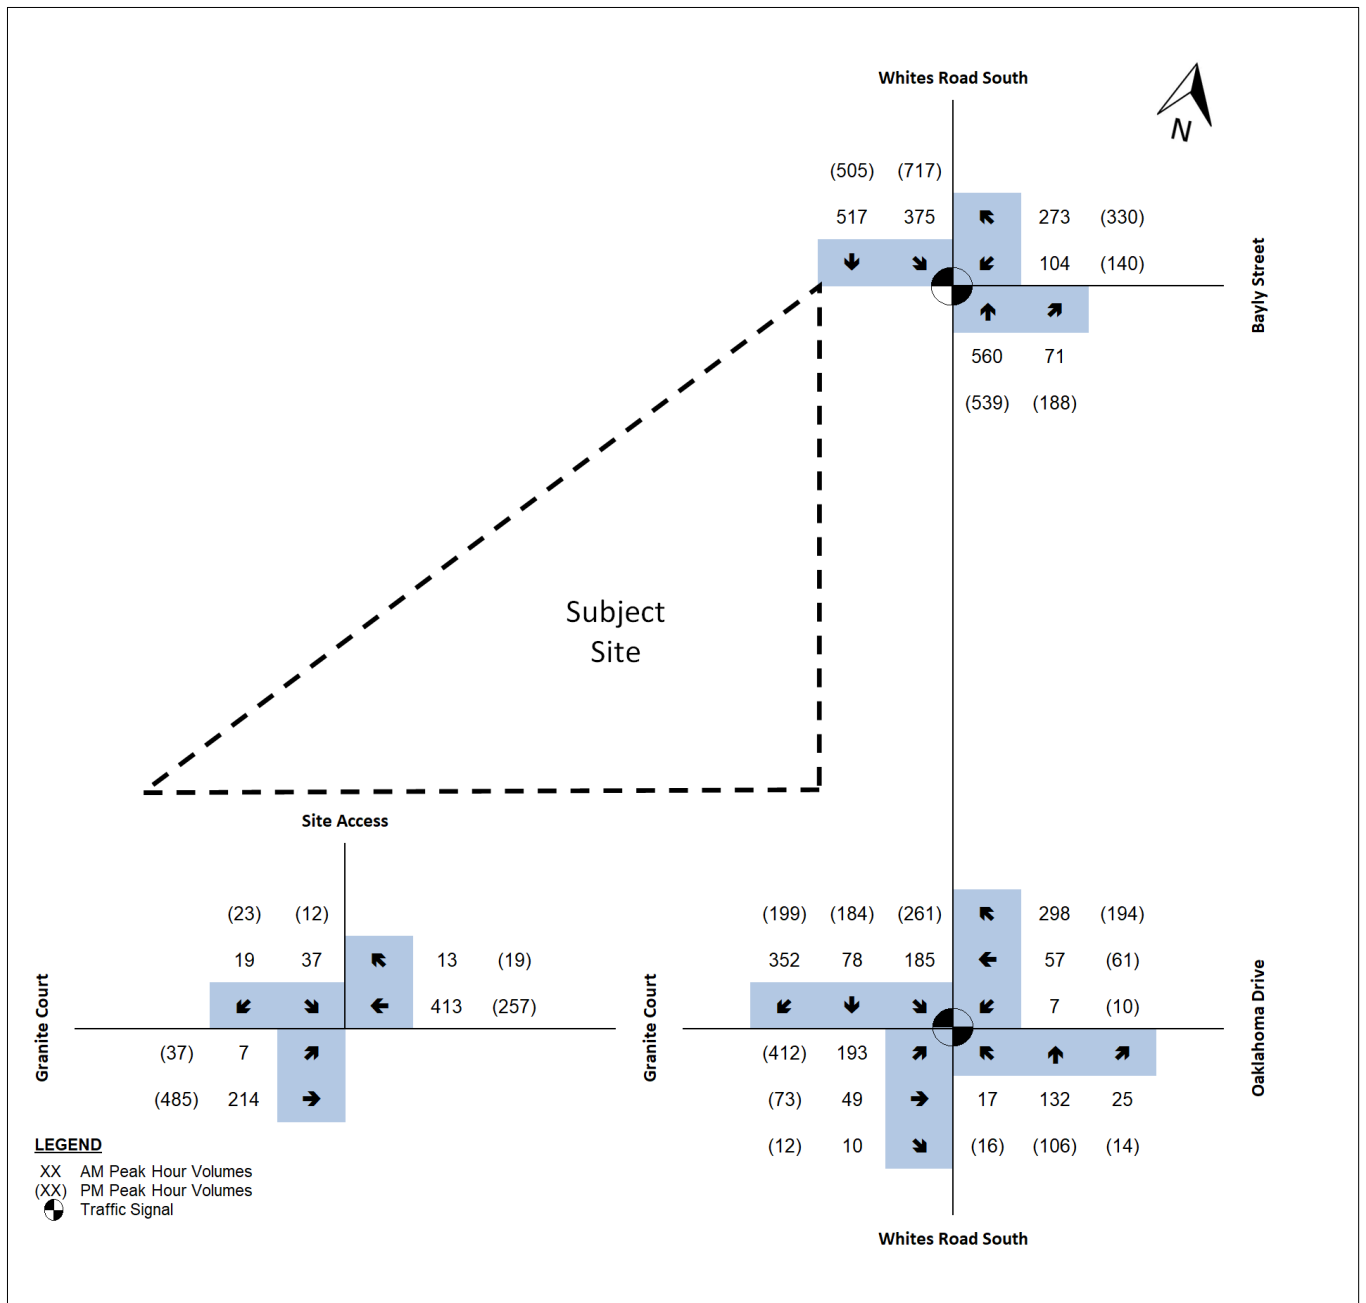 Whites Road South
N
(505) (717)
517 375 273 (330)
104 (140)
Bayly Street
560 71
(539) (188)
Subject
Site
Site Access
(23) (12)
19 37 13 (19)
413 (257)
Granite Court
(37) 7
(485) 214
(199) (184) (261) 298 (194)
352 78 185 57 (61)
7 (10)
Granite Court
Oaklahoma Drive
(412) 193
(73) 49 17 132 25
(12) 10 (16) (106) (14)
LEGEND
XX AM Peak Hour Volumes
(XX) PM Peak Hour Volumes
Traffic Signal
Whites Road South